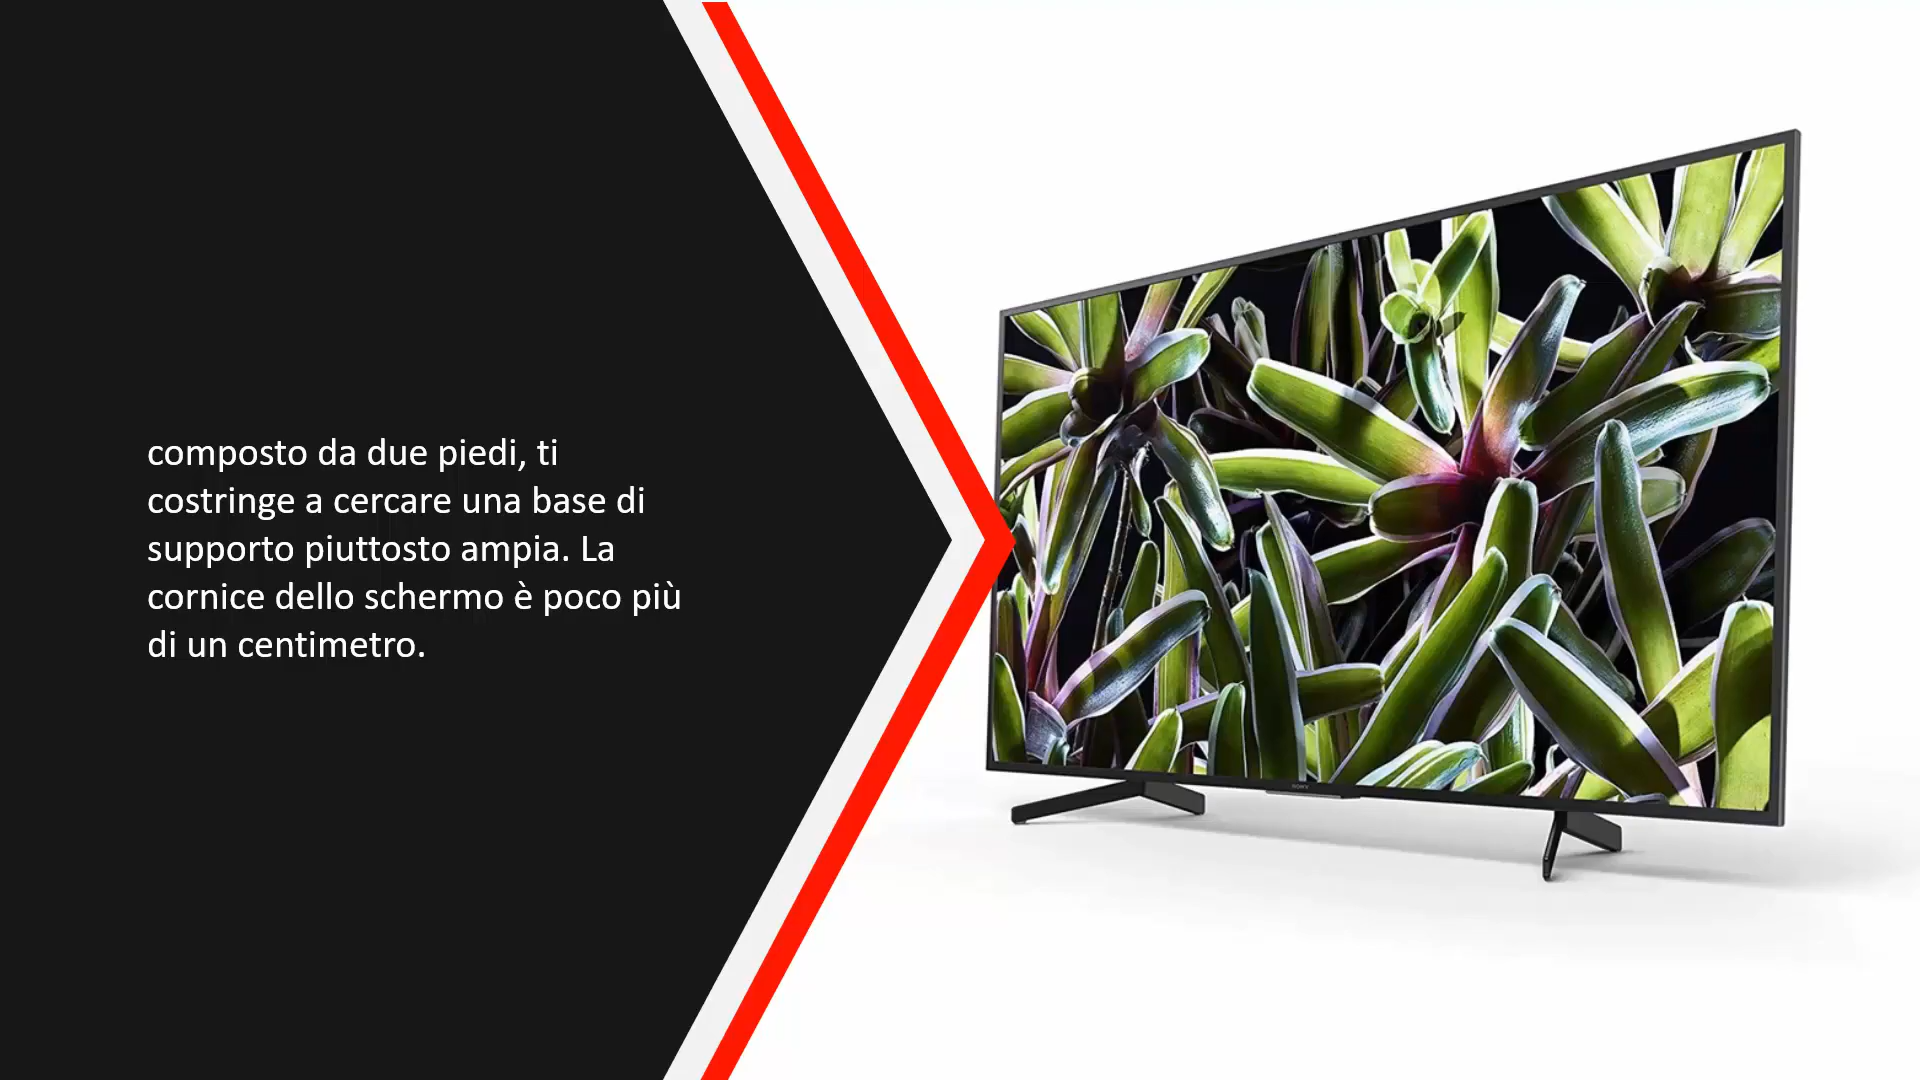 composto da due piedi, ti
costringe a cercare una base di
supporto piuttosto ampia. La
cornice dello schermo è poco più
di un centimetro.
SONY